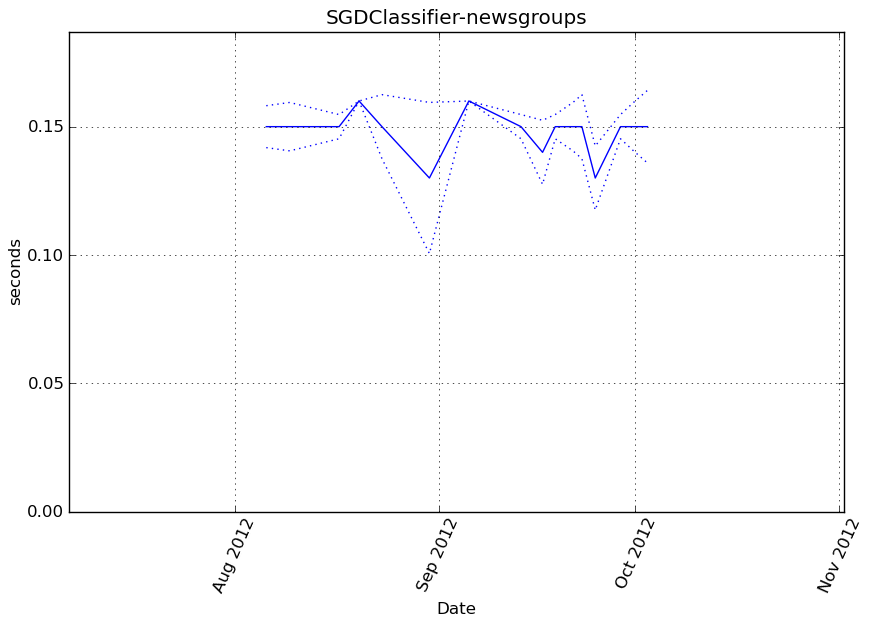 SGDClassifier-newsgroups
seconds
0.15
0.10
0.05
0.00
Aug 2012
Sep 2012
Oct 2012
Nov 2012
Date